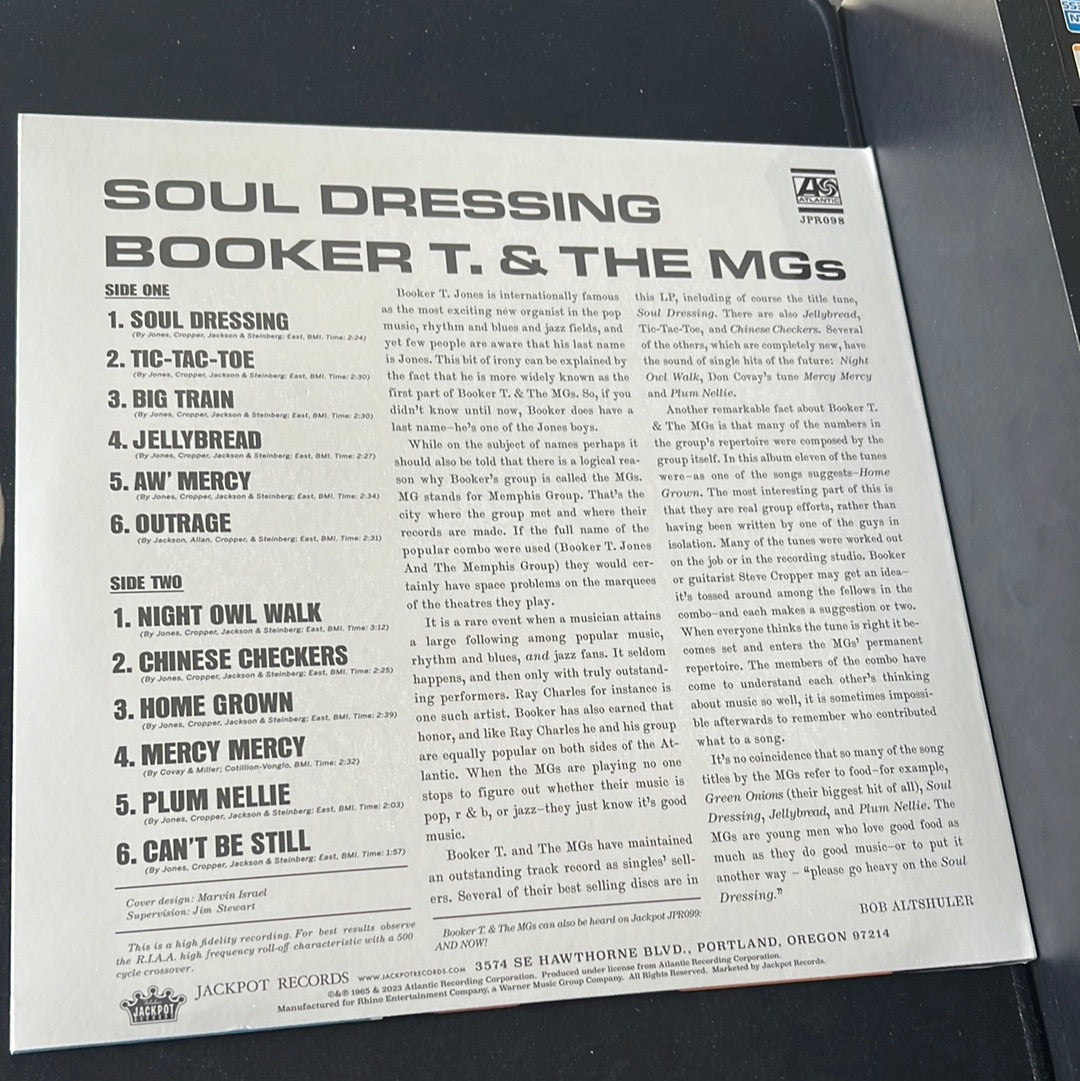 SOUL DRESSING
BOOKER T. & THE MGs
AS
ATLANTIC
JPR098
SIDE ONE
1. SOUL DRESSING
(By Jones, Cropper, Jackson & Steinberg; East, BMI. Time: 2:24)
2. TIC-TAC-TOE
(By Jones, Cropper, Jackson & Steinberg; East, BMI. Time: 2:30)
3. BIG TRAIN
(By Jones, Cropper, Jackson & Steinberg; East, BMI. Time: 2:30)
4. JELLYBREAD
(By Jones, Cropper, Jackson & Steinberg; East, BMI. Time: 2:27)
5. AW' MERCY
(By Jones, Cropper, Jackson & Steinberg; East, BMI. Time: 2:34)
6. OUTRAGE
(By Jackson, Allan, Cropper, & Steinberg; East, BMI. Time: 2:31)
SIDE TWO
1. NIGHT OWL WALK
(By Jones, Cropper, Jackson & Steinberg; East, BMI. Time: 3:12)
2. CHINESE CHECKERS
(By Jones, Cropper, Jackson & Steinberg; East, BMI. Time: 2:25)
3. HOME GROWN
(By Jones, Cropper, Jackson & Steinberg; East, BMI. Time: 2:39)
4. MERCY MERCY
(By Covay & Miller; Cotillion-Vonglo, BMI. Time: 2:32)
5. PLUM NELLIE
(By Jones, Cropper, Jackson & Steinberg; East, BMI. Time: 2:03)
6. CAN'T BE STILL
(By Jones, Cropper, Jackson & Steinberg; East, BMI. Time: 1:57)
Cover design: Marvin Israel
Supervision: Jim Stewart
This is a high fidelity recording. For best results observe
the R.I.A.A. high frequency roll-off characteristic with a 500
cycle crossover.
Booker T. Jones is internationally famous
as the most exciting new organist in the pop
music, rhythm and blues and jazz fields, and
yet few people are aware that his last name
is Jones. This bit of irony can be explained by
the fact that he is more widely known as the
first part of Booker T. & The MGs. So, if you
didn't know until now, Booker does have a
last name–he's one of the Jones boys.
While on the subject of names perhaps it
should also be told that there is a logical rea-
son why Booker's group is called the MGs.
MG stands for Memphis Group. That's the
city where the group met and where their
records are made. If the full name of the
popular combo were used (Booker T. Jones
And The Memphis Group) they would cer-
tainly have space problems on the marquees
of the theatres they play.
It is a rare event when a musician attains
a large following among popular music,
rhythm and blues, and jazz fans. It seldom
happens, and then only with truly outstand-
ing performers. Ray Charles for instance is
one such artist. Booker has also earned that
honor, and like Ray Charles he and his group
are equally popular on both sides of the At-
lantic. When the MGs are playing no one
stops to figure out whether their music is
pop, r & b, or jazz–they just know it's good
music.
Booker T. and The MGs have maintained
an outstanding track record as singles' sell-
ers. Several of their best selling discs are in
this LP, including of course the title tune,
Soul Dressing. There are also Jellybread,
Tic-Tac-Toe, and Chinese Checkers. Several
of the others, which are completely new, have
the sound of single hits of the future: Night
Owl Walk, Don Covay's tune Mercy Mercy
and Plum Nellie.
Another remarkable fact about Booker T.
& The MGs is that many of the numbers in
the group's repertoire were composed by the
group itself. In this album eleven of the tunes
were–as one of the songs suggests–Home
Grown. The most interesting part of this is
that they are real group efforts, rather than
having been written by one of the guys in
isolation. Many of the tunes were worked out
on the job or in the recording studio. Booker
or guitarist Steve Cropper may get an idea–
it's tossed around among the fellows in the
combo–and each makes a suggestion or two.
When everyone thinks the tune is right it be-
comes set and enters the MGs' permanent
repertoire. The members of the combo have
come to understand each other's thinking
about music so well, it is sometimes impossi-
ble afterwards to remember who contributed
what to a song.
It's no coincidence that so many of the song
titles by the MGs refer to food–for example,
Green Onions (their biggest hit of all), Soul
Dressing, Jellybread, and Plum Nellie. The
MGs are young men who love good food as
much as they do good music–or to put it
another way – "please go heavy on the Soul
Dressing."
BOB ALTSHULER
Booker T. & The MGs can also be heard on Jackpot JPR099:
AND NOW!
JACKPOT RECORDS WWW.JACKPOTRECORDS.COM 3574 SE HAWTHORNE BLVD., PORTLAND, OREGON 97214
©&℗ 1965 & 2023 Atlantic Recording Corporation. Produced under license from Atlantic Recording Corporation.
Manufactured for Rhino Entertainment Company, a Warner Music Group Company. All Rights Reserved. Marketed by Jackpot Records.
JACKPOT
RECORDS